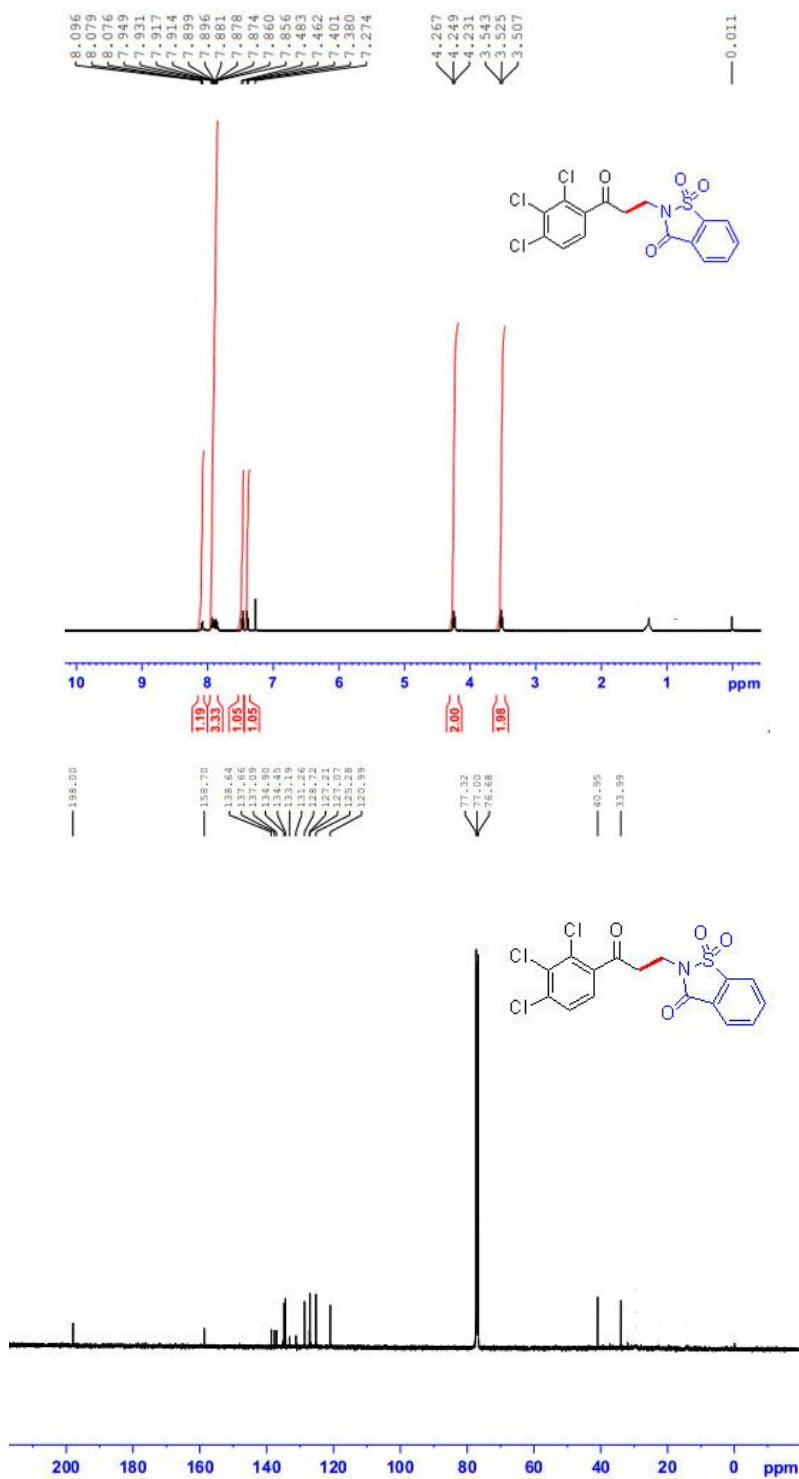 8.096
8.079
8.076
7.949
7.931
7.917
7.914
7.899
7.896
7.881
7.878
7.874
7.860
7.856
7.483
7.462
7.401
7.380
7.274
4.267
4.249
4.231
3.543
3.525
3.507
0.011
Cl
O
O
O
Cl
S
N
Cl
O
10 9 8 7 6 5 4 3 2 1 ppm
1.19
3.33
1.05
1.05
2.00
1.98
198.00
158.70
138.64
137.66
137.09
134.90
134.45
133.19
131.26
128.72
127.21
127.07
125.28
120.99
77.32
77.00
76.68
40.95
33.99
Cl
O
O
O
Cl
S
N
Cl
O
200 180 160 140 120 100 80 60 40 20 0 ppm